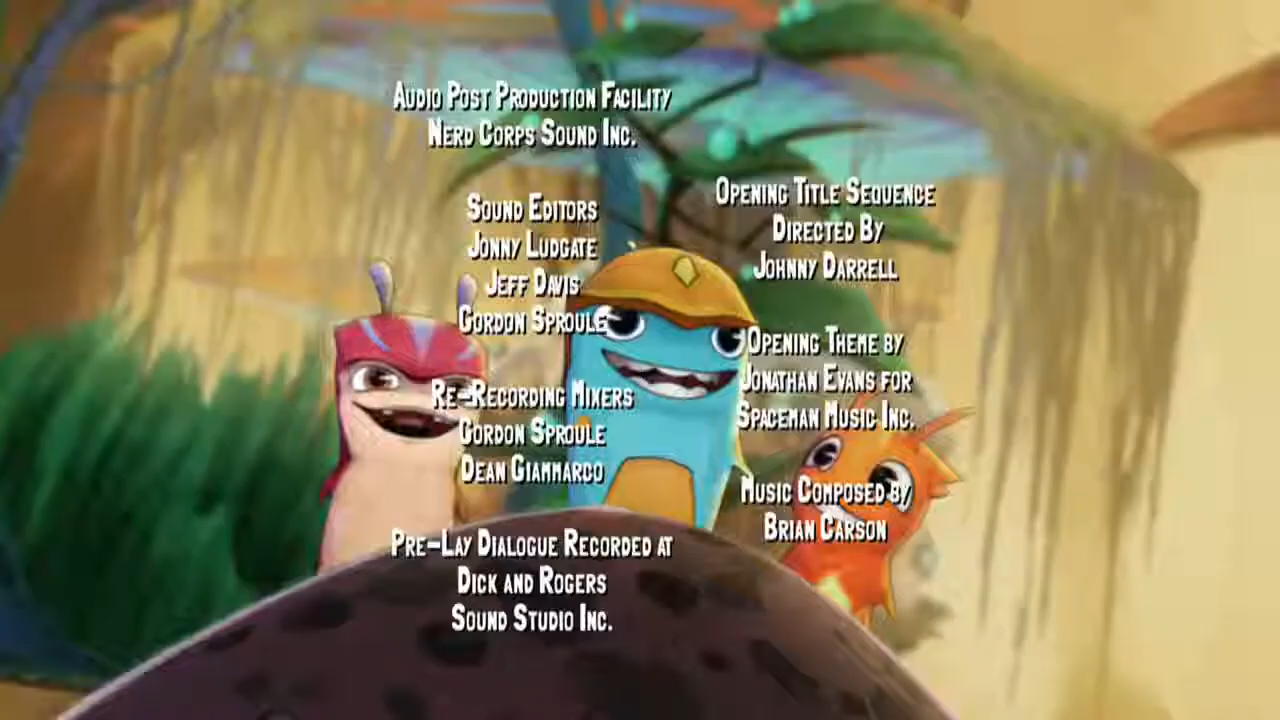 Audio Post Production Facility
Nerd Corps Sound Inc.
Sound Editors
Jonny Ludgate
Jeff Davis
Gordon Sproule
Re-Recording Mixers
Gordon Sproule
Dean Giammarco
Pre-Lay Dialogue Recorded at
Dick and Rogers
Sound Studio Inc.
Opening Title Sequence
Directed By
Johnny Darrell
Opening Theme by
Jonathan Evans for
Spaceman Music Inc.
Music Composed by
Brian Carson